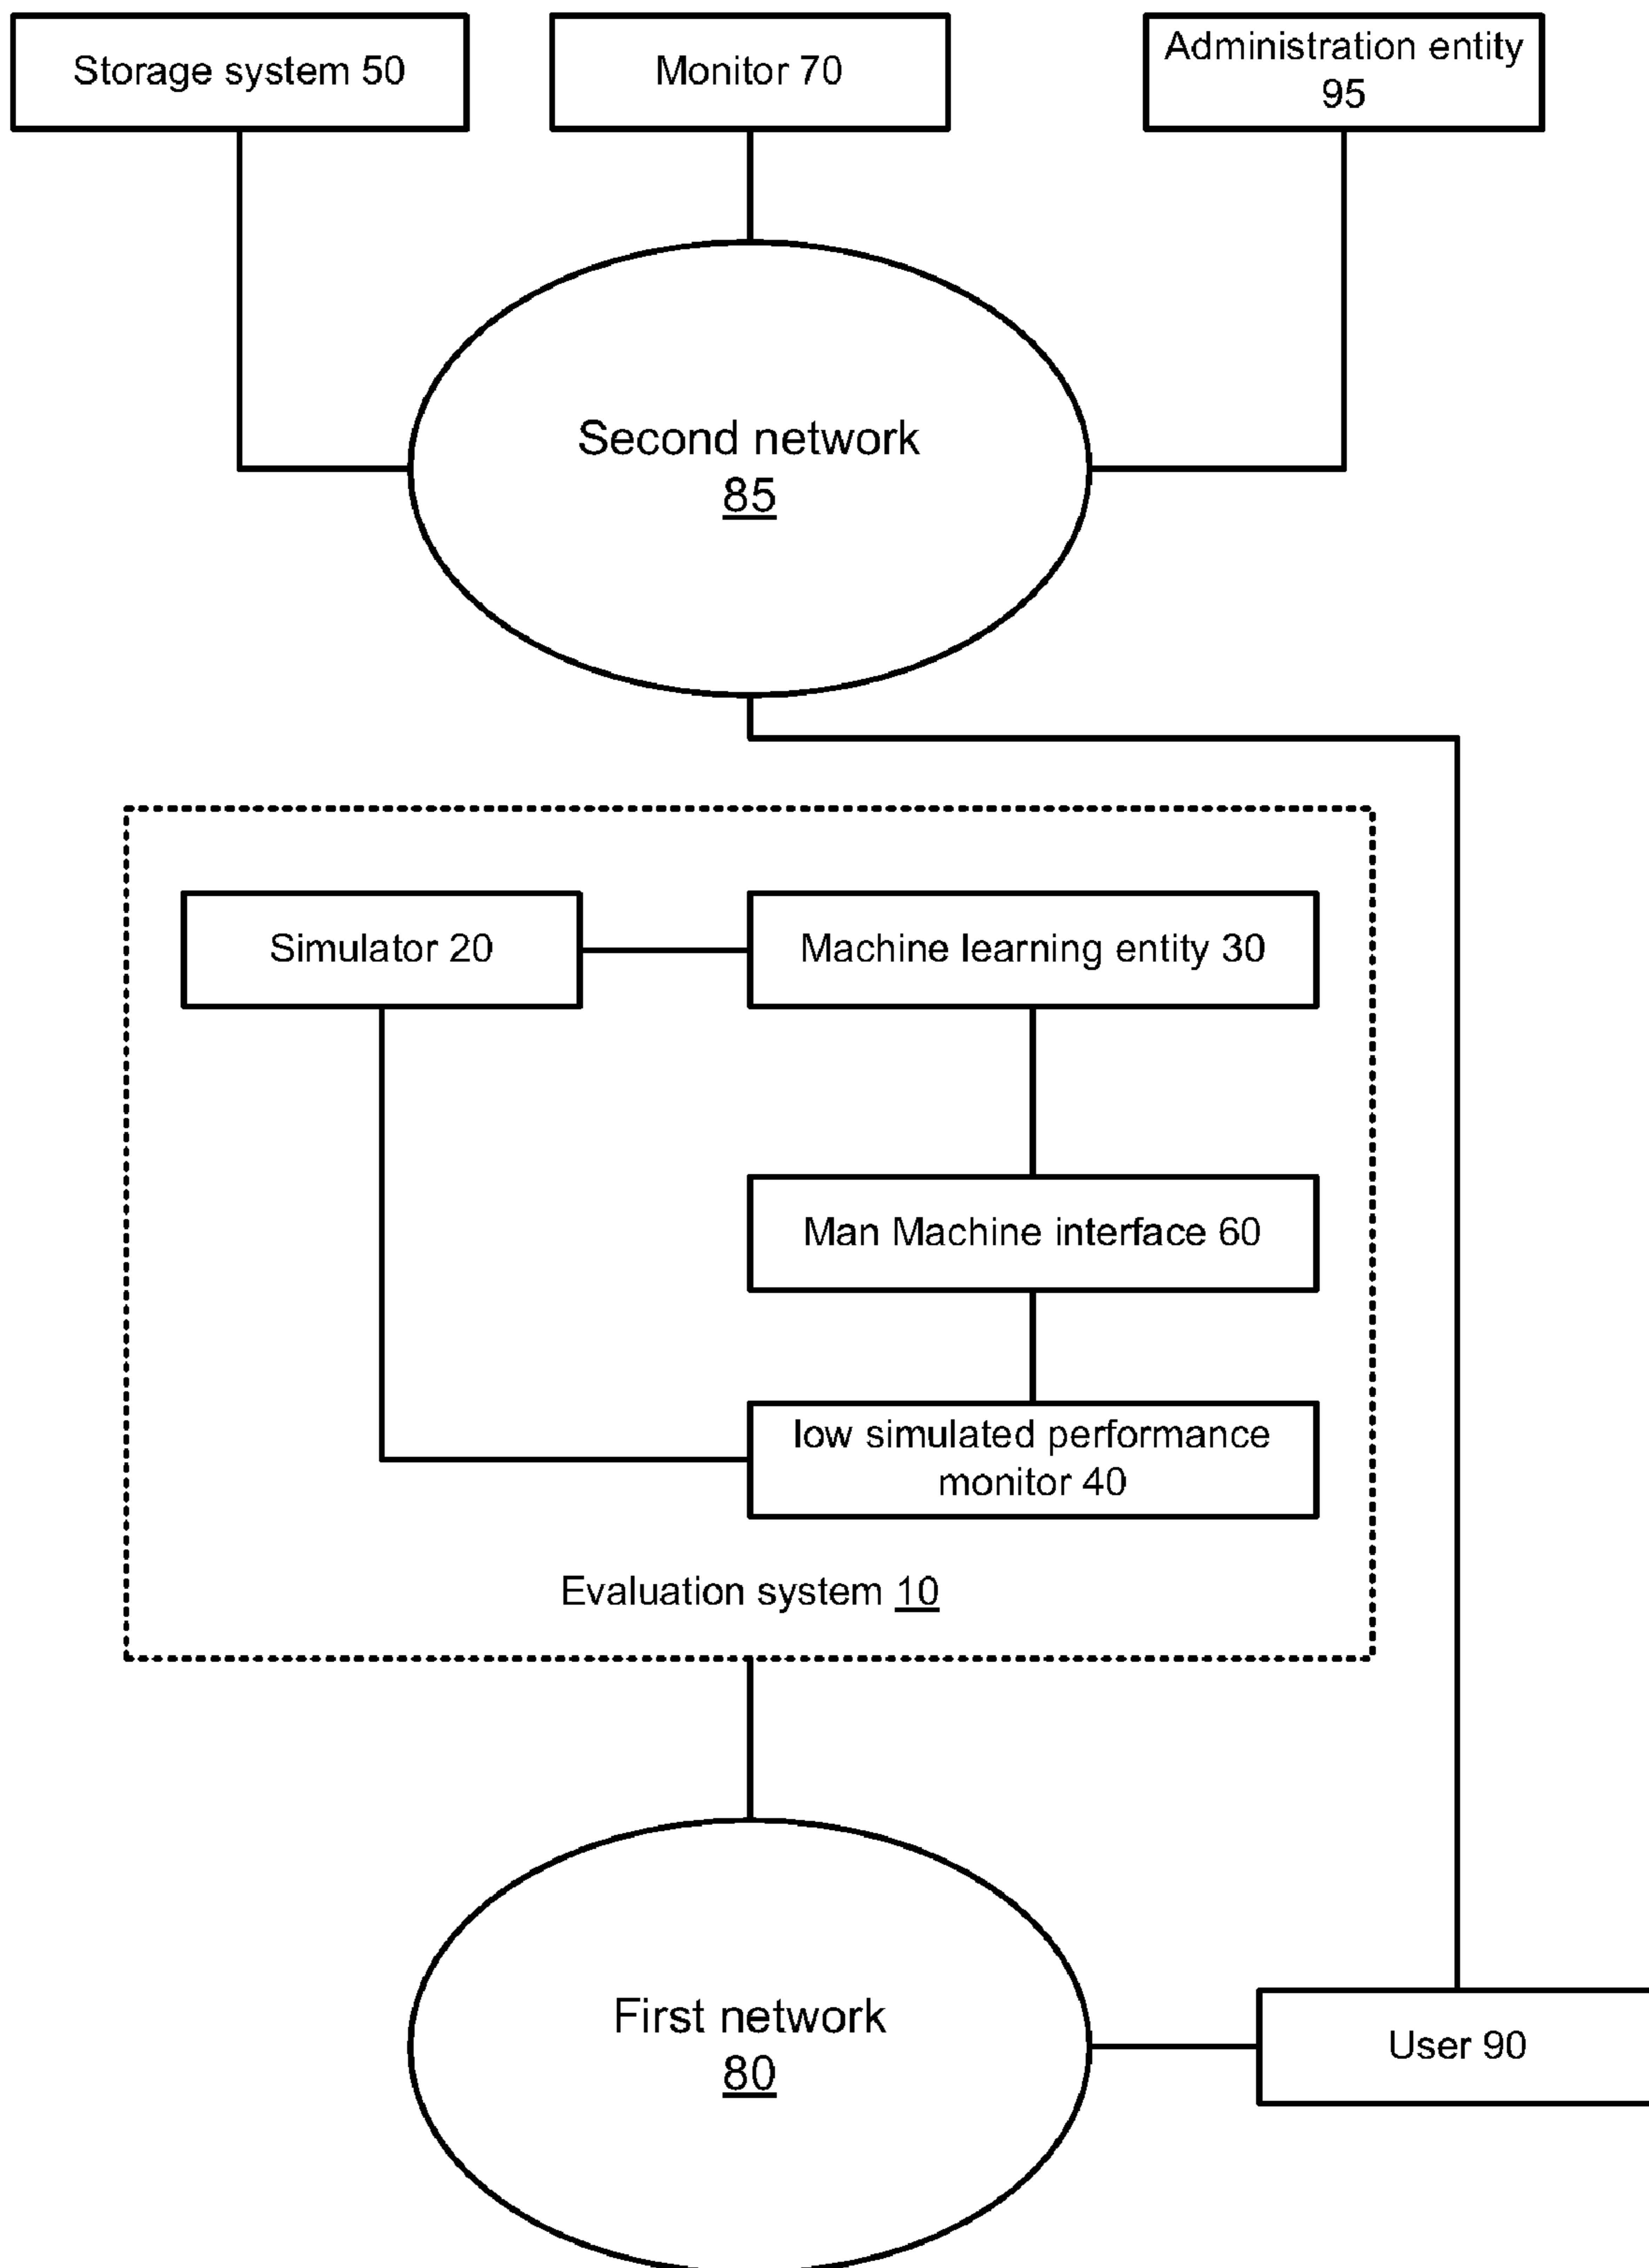 Storage system 50
Monitor 70
Administration entity
95
Second network
85
Simulator 20
Machine learning entity 30
Man Machine interface 60
low simulated performance
monitor 40
Evaluation system 10
First network
80
User 90